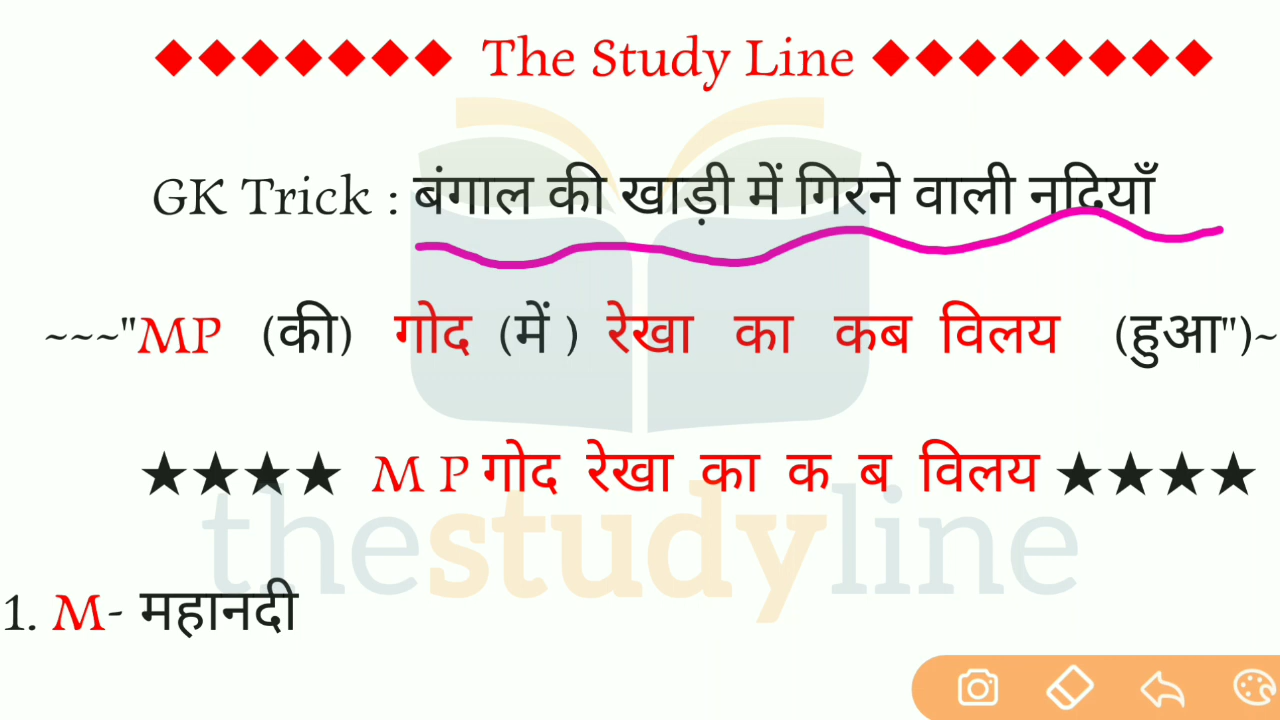 ◆◆◆◆◆◆◆ The Study Line ◆◆◆◆◆◆◆◆
GK Trick : बंगाल की खाड़ी में गिरने वाली नदियाँ
~~~"MP (की) गोद (में ) रेखा का कब विलय (हुआ")~
★★★★ M P गोद रेखा का क ब विलय ★★★★
thestudyline
1. M- महानदी